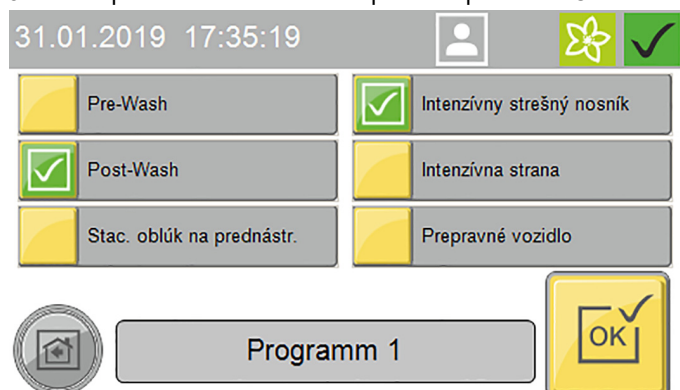 31.01.2019 17:35:19
Pre-Wash
Intenzívny strešný nosník
Post-Wash
Intenzívna strana
Stac. oblúk na prednástr.
Prepravné vozidlo
Programm 1
OK